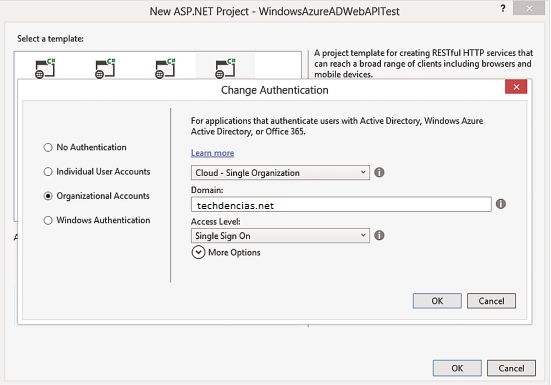 New ASP.NET Project - WindowsAzureADWebAPITest
?
Select a template:
C# C# C# C#
A project template for creating RESTful HTTP services that
can reach a broad range of clients including browsers and
mobile devices.
Change Authentication
No Authentication
Individual User Accounts
Organizational Accounts
Windows Authentication
For applications that authenticate users with Active Directory, Windows Azure
Active Directory, or Office 365.
Learn more
Cloud - Single Organization
Domain:
techdencias.net
Access Level:
Single Sign On
More Options
OK Cancel
OK Cancel